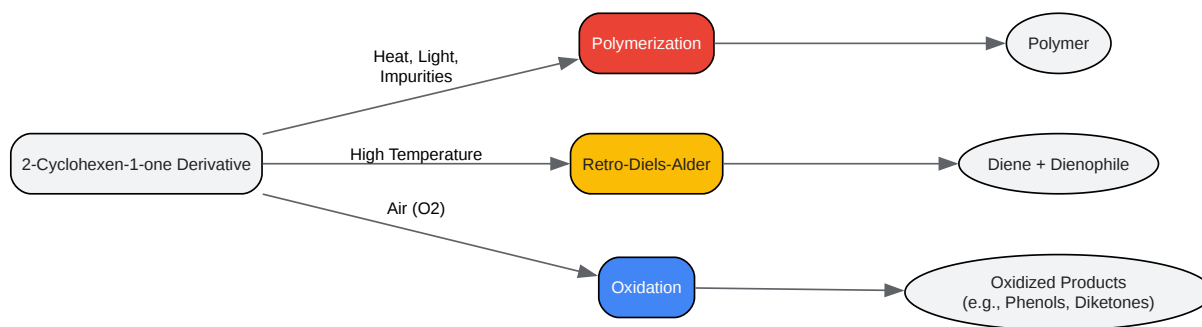 Heat, Light,
Impurities
Polymerization
Polymer
2-Cyclohexen-1-one Derivative
High Temperature
Retro-Diels-Alder
Diene + Dienophile
Air (O2)
Oxidation
Oxidized Products
(e.g., Phenols, Diketones)